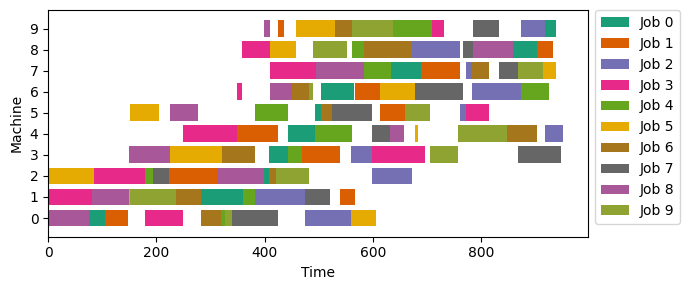 9
8
7
6
5
4
3
2
1
0
Machine
0
200
400
600
800
Time
Job 0
Job 1
Job 2
Job 3
Job 4
Job 5
Job 6
Job 7
Job 8
Job 9